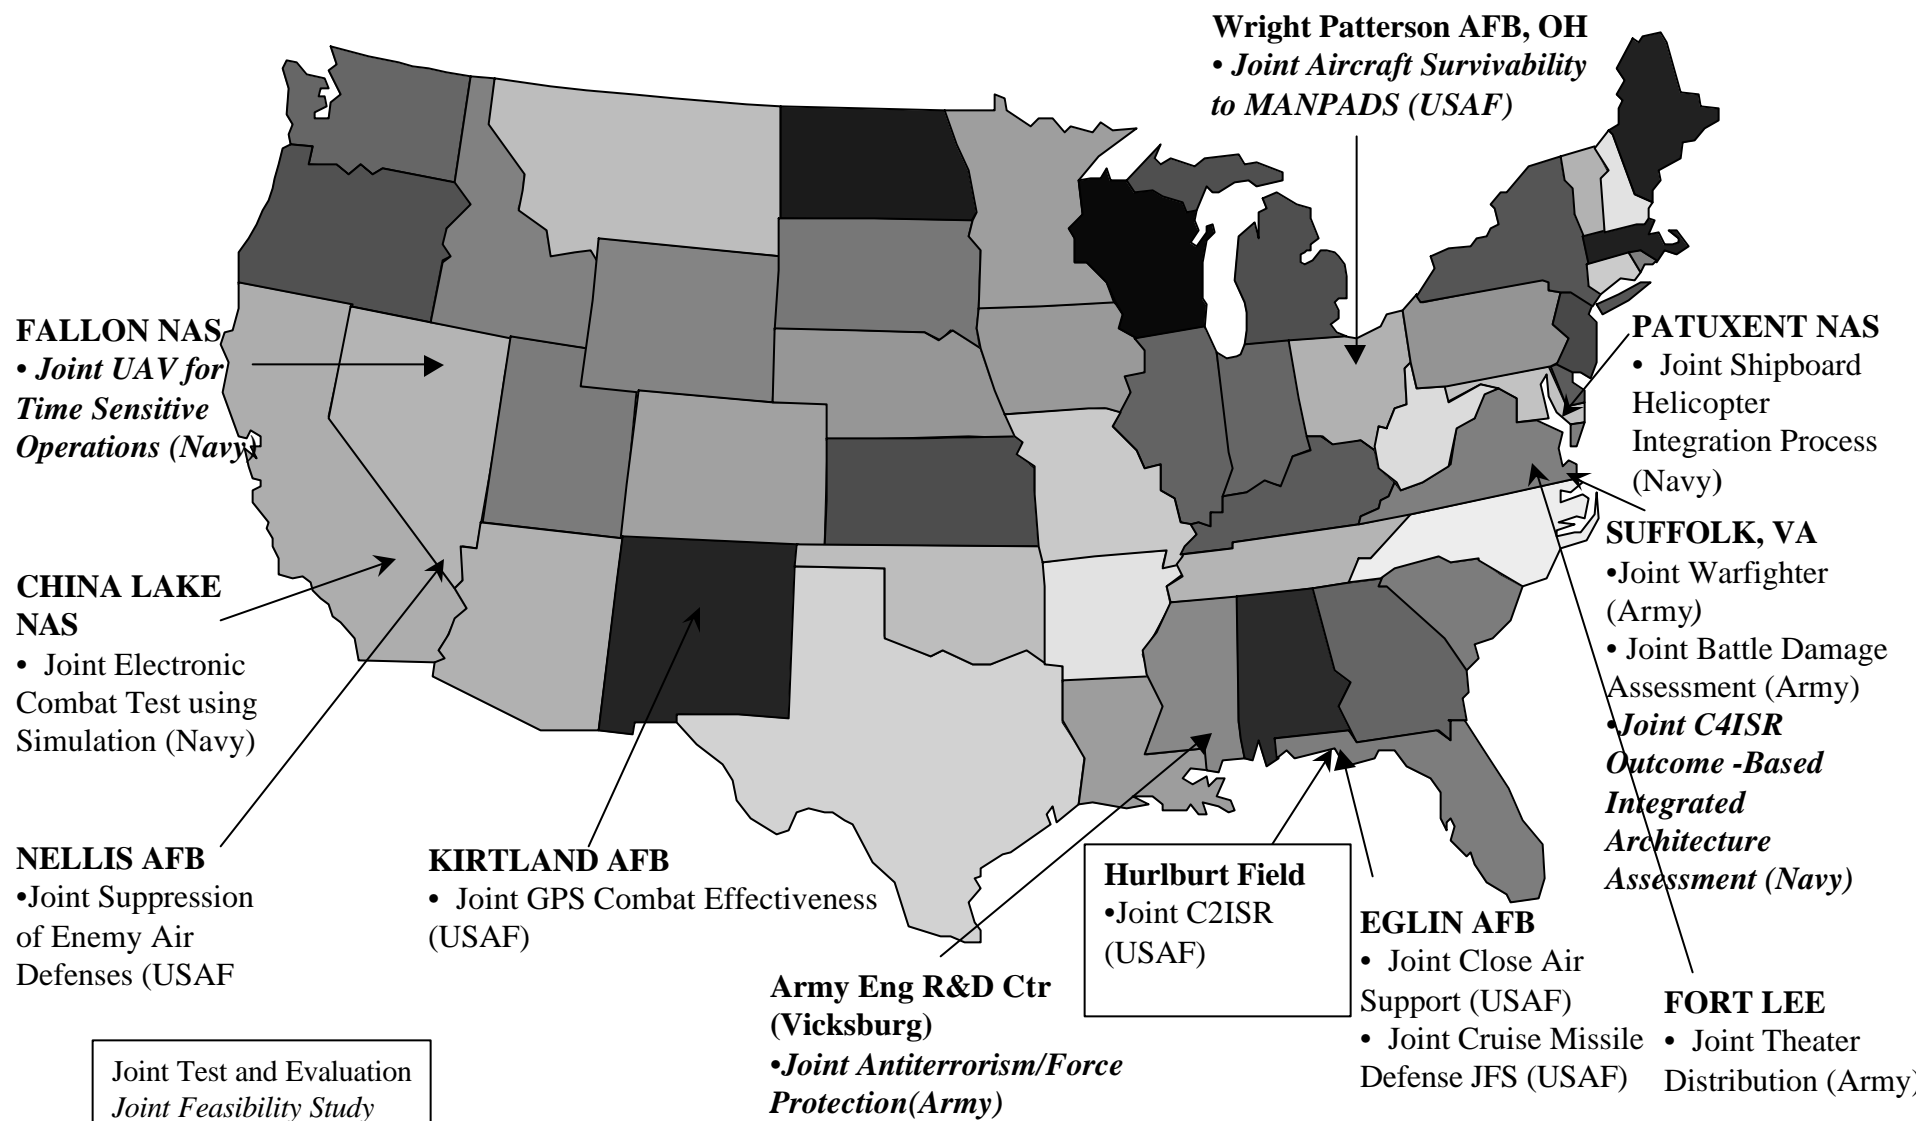 Wright Patterson AFB, OH
• Joint Aircraft Survivability
to MANPADS (USAF)
FALLON NAS
• Joint UAV for
Time Sensitive
Operations (Navy)
CHINA LAKE
NAS
• Joint Electronic
Combat Test using
Simulation (Navy)
NELLIS AFB
•Joint Suppression
of Enemy Air
Defenses (USAF
KIRTLAND AFB
• Joint GPS Combat Effectiveness
(USAF)
Army Eng R&D Ctr
(Vicksburg)
•Joint Antiterrorism/Force
Protection(Army)
Hurlburt Field
•Joint C2ISR
(USAF)
EGLIN AFB
• Joint Close Air
Support (USAF)
• Joint Cruise Missile
Defense JFS (USAF)
FORT LEE
• Joint Theater
Distribution (Army)
PATUXENT NAS
• Joint Shipboard
Helicopter
Integration Process
(Navy)
SUFFOLK, VA
•Joint Warfighter
(Army)
• Joint Battle Damage
Assessment (Army)
•Joint C4ISR
Outcome -Based
Integrated
Architecture
Assessment (Navy)
Joint Test and Evaluation
Joint Feasibility Study